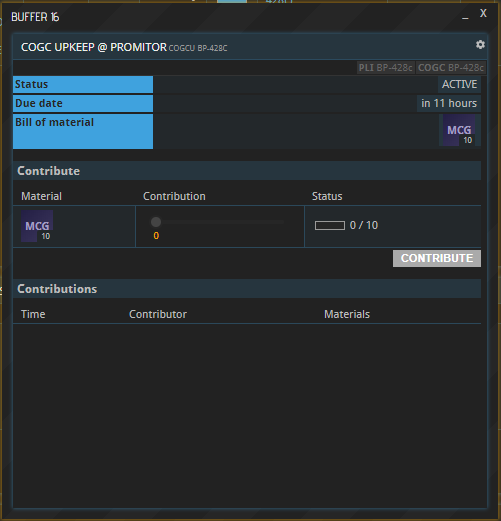 BUFFER 16
_ X
COGC UPKEEP @ PROMITOR COGCU BP-428C
PLI BP-428c COGC BP-428c
Status ACTIVE
Due date in 11 hours
Bill of material MCG
10
Contribute
Material Contribution Status
MCG
10
0
0 / 10
CONTRIBUTE
Contributions
Time Contributor Materials